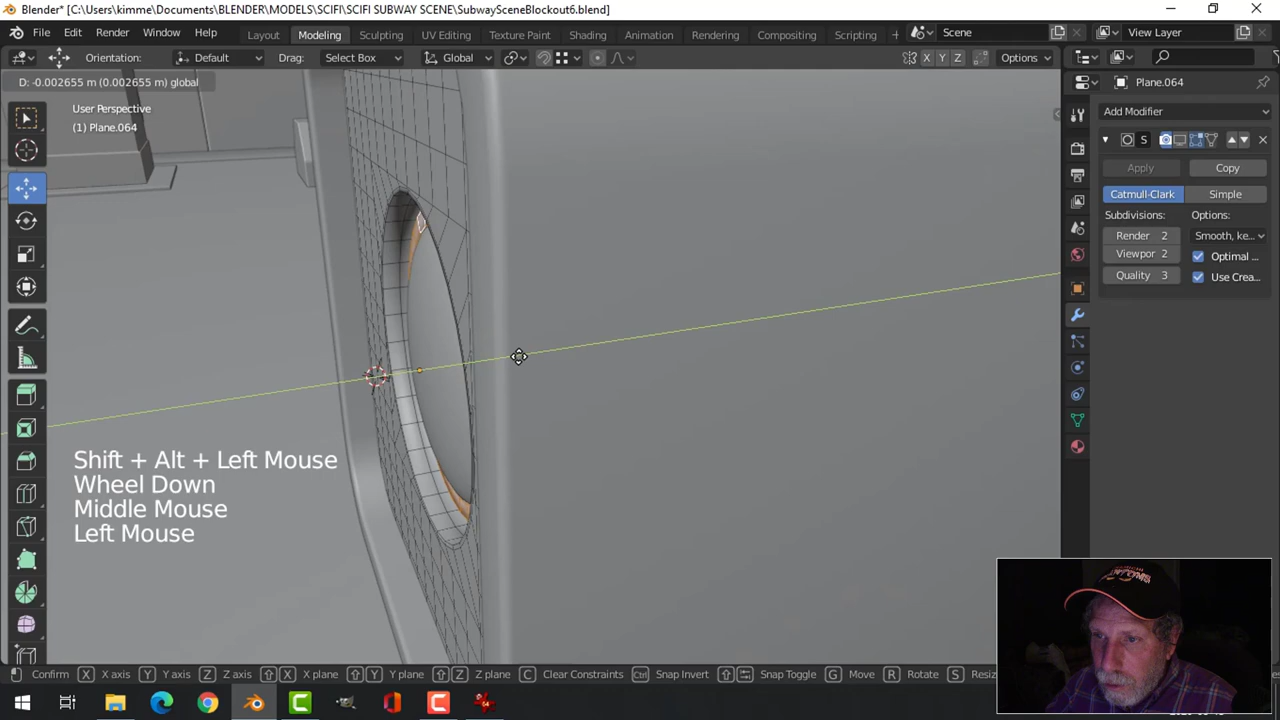 Blender* [C:\Users\kimme\Documents\BLENDER\MODELS\SCIFI\SCIFI SUBWAY SCENE\SubwaySceneBlockout6.blend]
File Edit Render Window Help Layout Modeling Sculpting UV Editing Texture Paint Shading Animation Rendering Compositing Scripting + Scene View Layer
Orientation: Default Drag: Select Box Global X Y Z Options
D: -0.002655 m (0.002655 m) global
User Perspective
(1) Plane.064
Plane.064
Add Modifier
S
Apply Copy
Catmull-Clark Simple
Subdivisions: Options:
Render 2 Smooth, ke...
Viewpor 2 Optimal ...
Quality 3 Use Crea...
Shift + Alt + Left Mouse
Wheel Down
Middle Mouse
Left Mouse
Confirm X X axis Y Y axis Z Z axis X X plane Y Y plane Z Z plane C Clear Constraints Ctrl Snap Invert Snap Toggle G Move R Rotate S Resiz